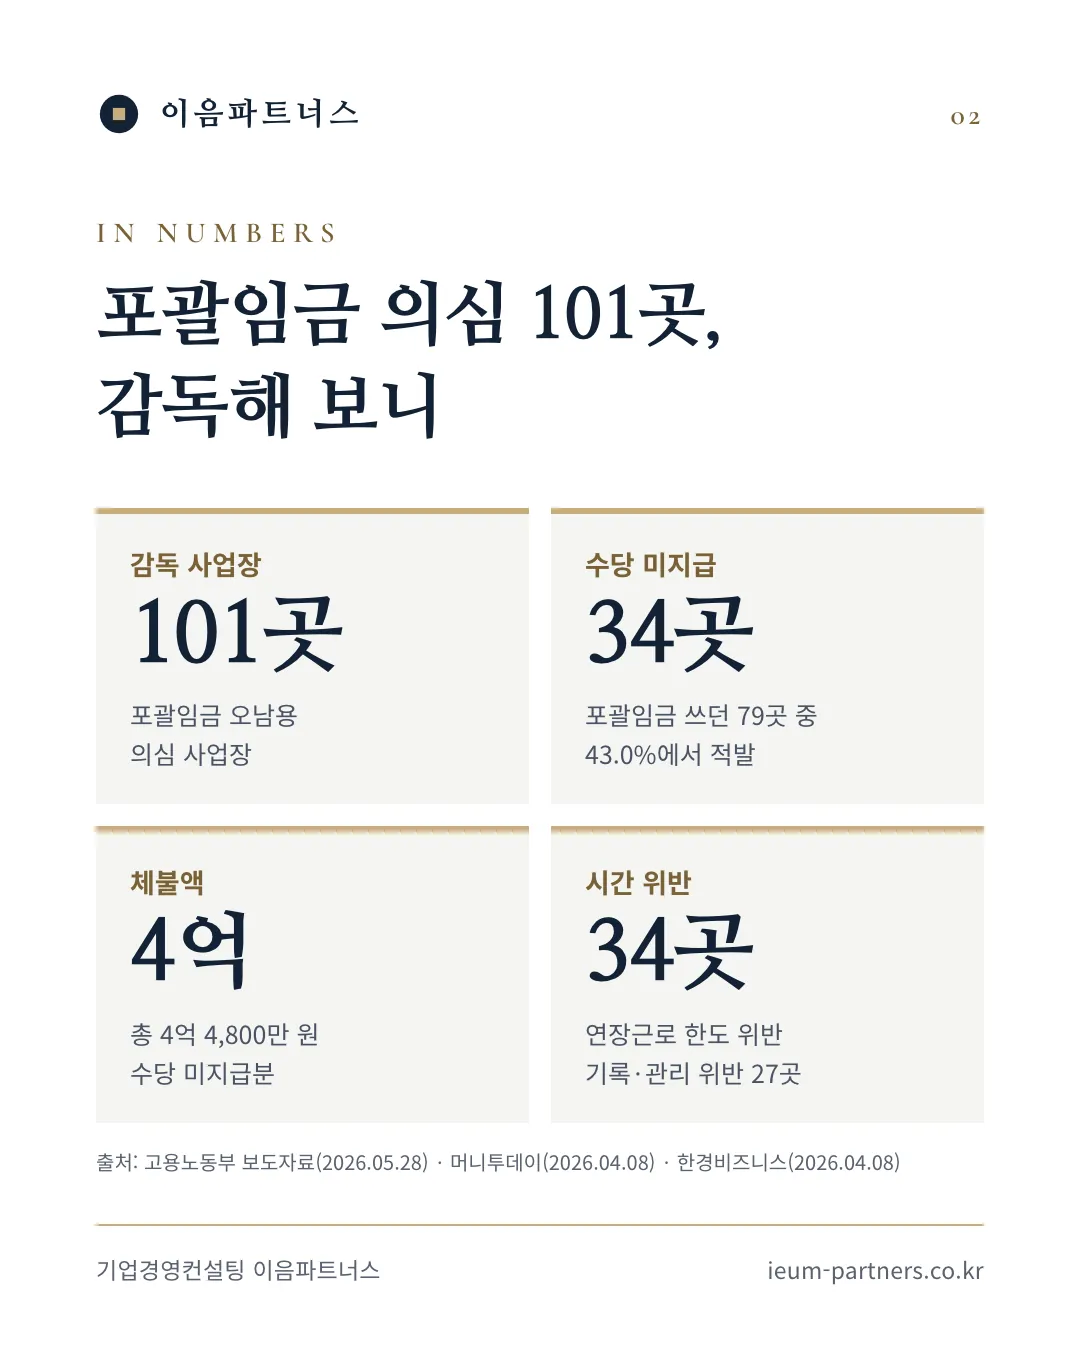 이음파트너스
02
IN NUMBERS
포괄임금 의심 101곳,
감독해 보니
감독 사업장
101곳
포괄임금 오남용
의심 사업장
수당 미지급
34곳
포괄임금 쓰던 79곳 중
43.0%에서 적발
체불액
4억
총 4억 4,800만 원
수당 미지급분
시간 위반
34곳
연장근로 한도 위반
기록·관리 위반 27곳
출처: 고용노동부 보도자료(2026.05.28) · 머니투데이(2026.04.08) · 한경비즈니스(2026.04.08)
기업경영컨설팅 이음파트너스
ieum-partners.co.kr